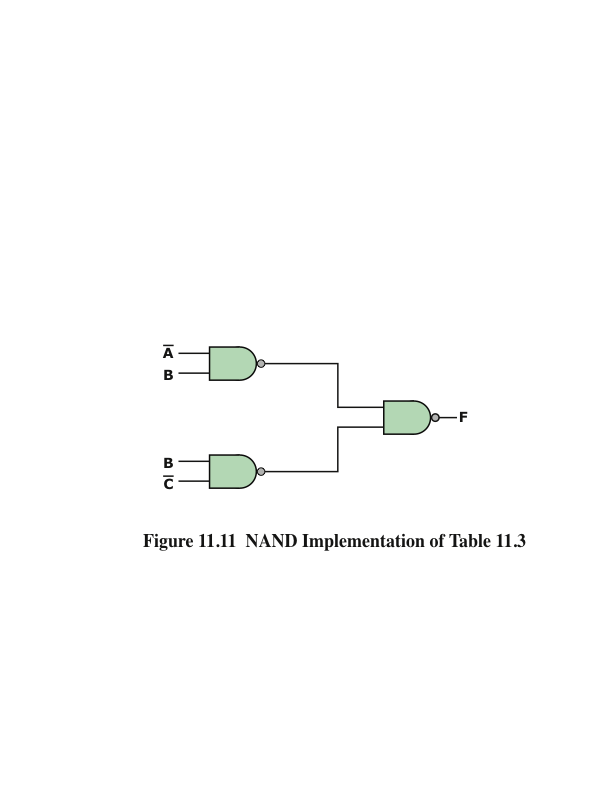 A̅
B
F
B
C̅
Figure 11.11 NAND Implementation of Table 11.3